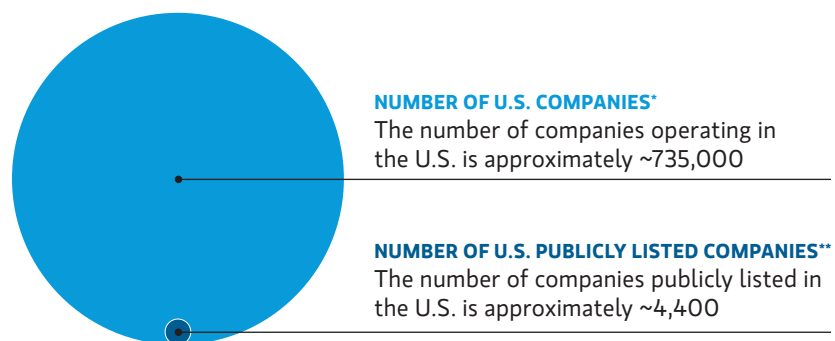 NUMBER OF U.S. COMPANIES*
The number of companies operating in
the U.S. is approximately ~735,000
NUMBER OF U.S. PUBLICLY LISTED COMPANIES**
The number of companies publicly listed in
the U.S. is approximately ~4,400